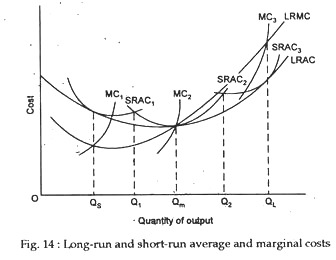 MC3 LRMC
SRAC3
LRAC
MC1 SRAC1 MC2 SRAC2
Cost
O QS Q1 Qm Q2 QL
Quantity of output
Fig. 14 : Long-run and short-run average and marginal costs